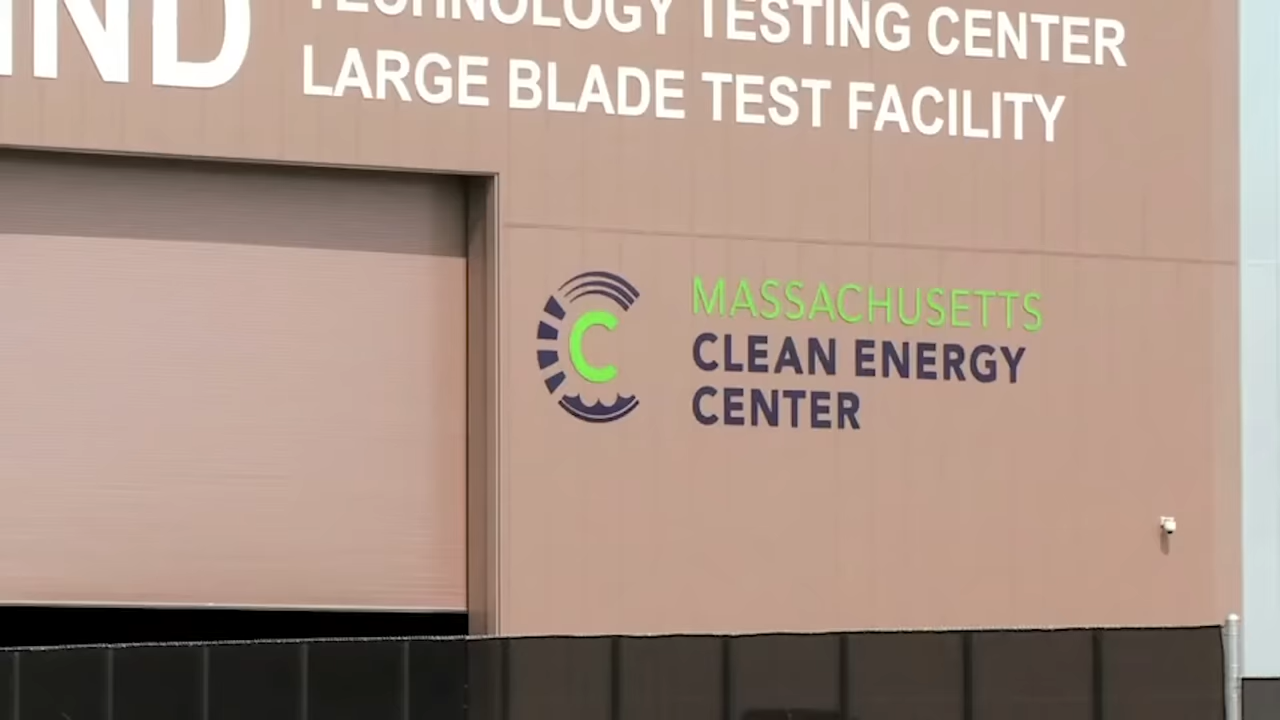 TECHNOLOGY TESTING CENTER
LARGE BLADE TEST FACILITY
C
MASSACHUSETTS
CLEAN ENERGY
CENTER